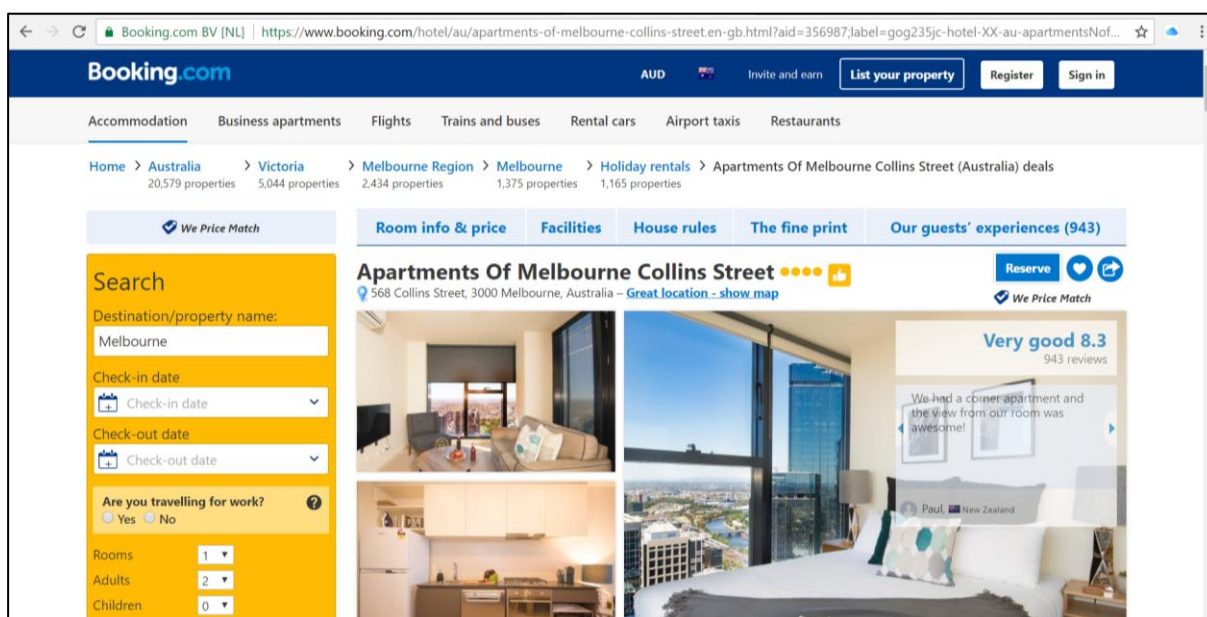 Booking.com BV [NL] | https://www.booking.com/hotel/au/apartments-of-melbourne-collins-street.en-gb.html?aid=356987;label=gog235jc-hotel-XX-au-apartmentsNof...
Booking.com
AUD Invite and earn List your property Register Sign in
Accommodation Business apartments Flights Trains and buses Rental cars Airport taxis Restaurants
Home > Australia > Victoria > Melbourne Region > Melbourne > Holiday rentals > Apartments Of Melbourne Collins Street (Australia) deals
20,579 properties 5,044 properties 2,434 properties 1,375 properties 1,165 properties
We Price Match
Room info & price Facilities House rules The fine print Our guests' experiences (943)
Search
Destination/property name:
Melbourne
Check-in date
Check-in date
Check-out date
Check-out date
Are you travelling for work? ?
Yes No
Rooms 1
Adults 2
Children 0
Apartments Of Melbourne Collins Street
568 Collins Street, 3000 Melbourne, Australia – Great location - show map
Reserve
We Price Match
Very good 8.3
943 reviews
We had a corner apartment and
the view from our room was
awesome!
Paul, New Zealand